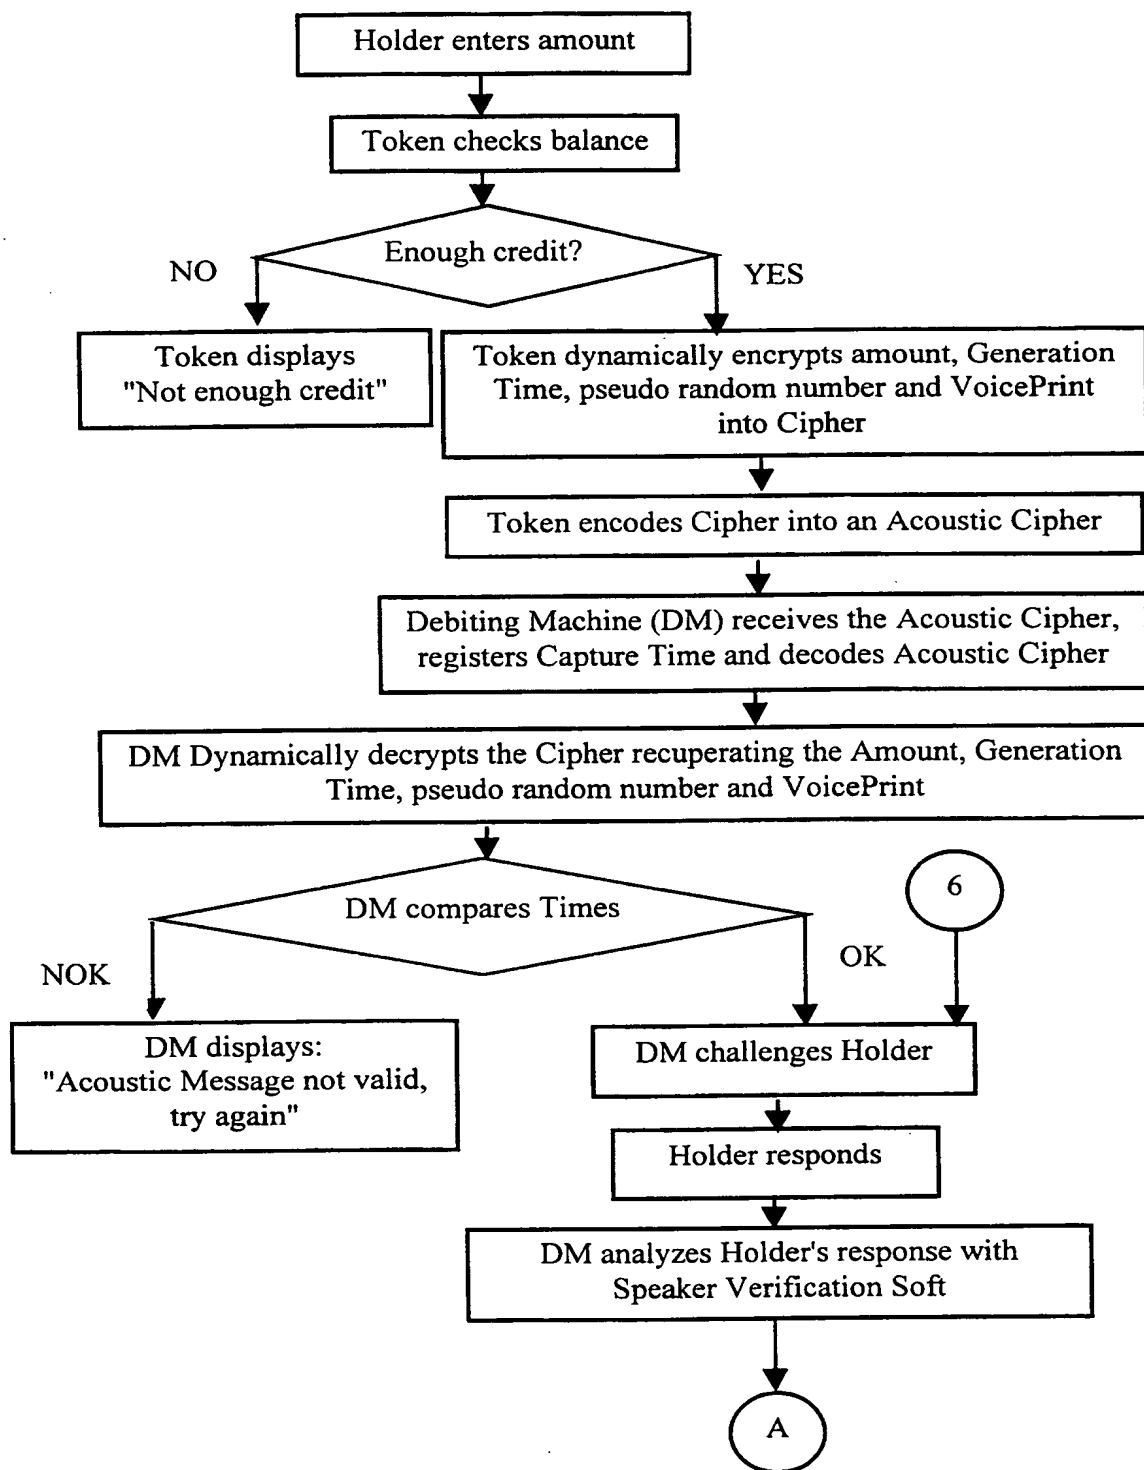 Holder enters amount
Token checks balance
Enough credit?
NO
YES
Token displays
"Not enough credit"
Token dynamically encrypts amount, Generation
Time, pseudo random number and VoicePrint
into Cipher
Token encodes Cipher into an Acoustic Cipher
Debiting Machine (DM) receives the Acoustic Cipher,
registers Capture Time and decodes Acoustic Cipher
DM Dynamically decrypts the Cipher recuperating the Amount, Generation
Time, pseudo random number and VoicePrint
6
DM compares Times
NOK
OK
DM displays:
"Acoustic Message not valid,
try again"
DM challenges Holder
Holder responds
DM analyzes Holder's response with
Speaker Verification Soft
A